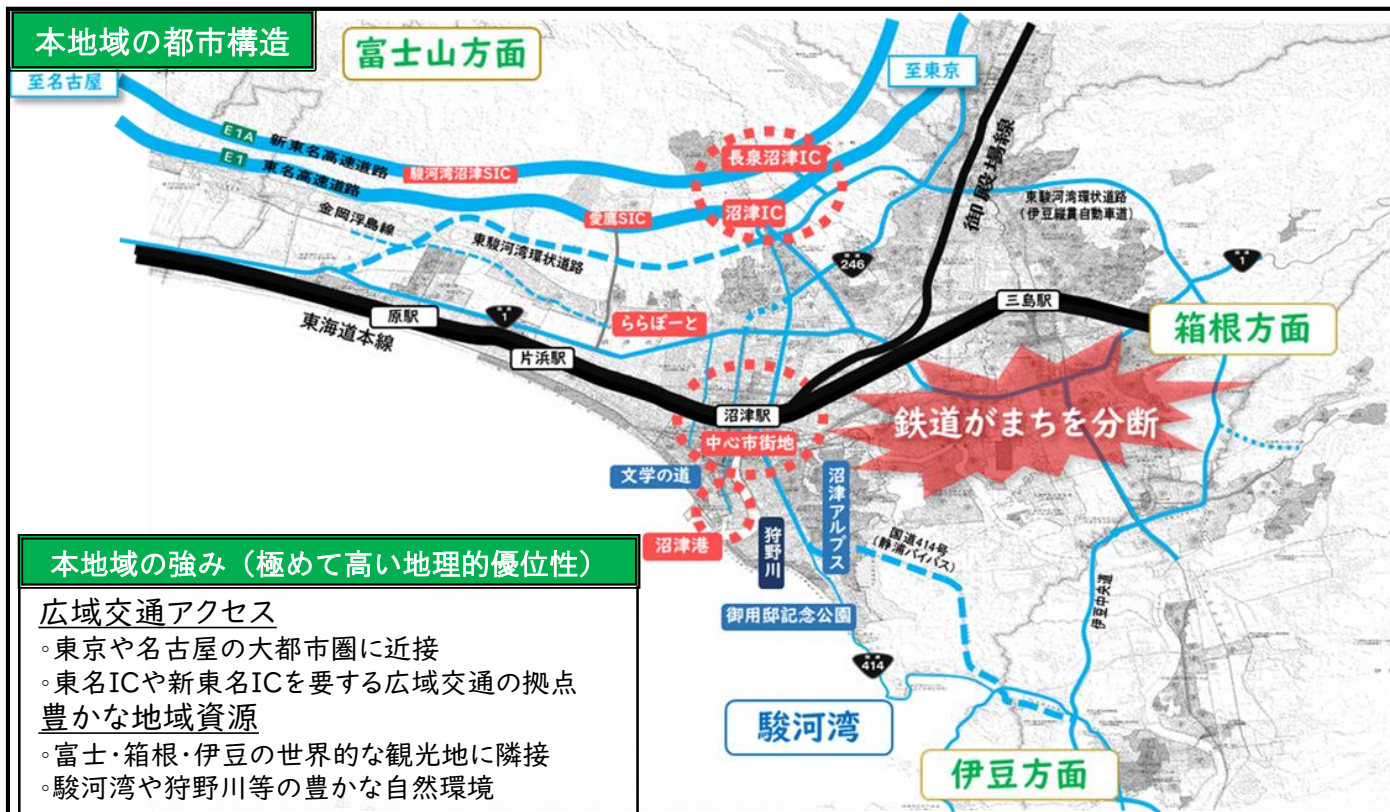 本地域の都市構造
富士山方面
至名古屋
至東京
E1A 新東名高速道路
駿河湾沼津SIC
長泉沼津IC
E1 東名高速道路
愛鷹SIC
沼津IC
御殿場線
東駿河湾環状道路
(伊豆縦貫自動車道)
金岡浮島線
東駿河湾環状道路
246
1
三島駅
原駅
1
ららぽーと
東海道本線
片浜駅
箱根方面
沼津駅
鉄道がまちを分断
中心市街地
文学の道
沼津アルプス
沼津港
狩野川
国道414号
(静浦バイパス)
伊豆中央道
御用邸記念公園
414
駿河湾
伊豆方面
本地域の強み(極めて高い地理的優位性)
広域交通アクセス
◦東京や名古屋の大都市圏に近接
◦東名ICや新東名ICを要する広域交通の拠点
豊かな地域資源
◦富士・箱根・伊豆の世界的な観光地に隣接
◦駿河湾や狩野川等の豊かな自然環境